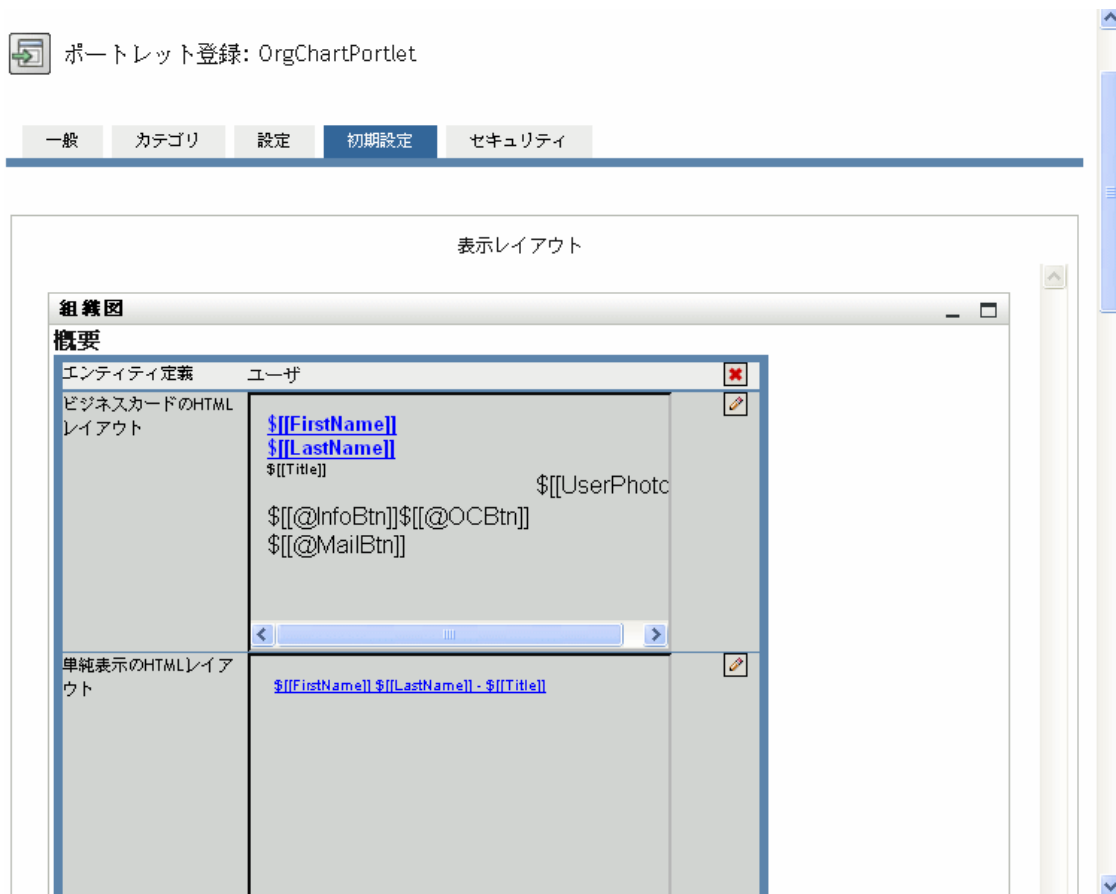 ポートレット登録: OrgChartPortlet
一般 カテゴリ 設定 初期設定 セキュリティ
表示レイアウト
組織図
概要
エンティティ定義 ユーザ
ビジネスカードのHTML
レイアウト
$[[FirstName]]
$[[LastName]]
$[[Title]]
$[[UserPhoto
$[[@InfoBtn]]$[[@OCBtn]]
$[[@MailBtn]]
単純表示のHTMLレイア
ウト
$[[FirstName]] $[[LastName]] - $[[Title]]